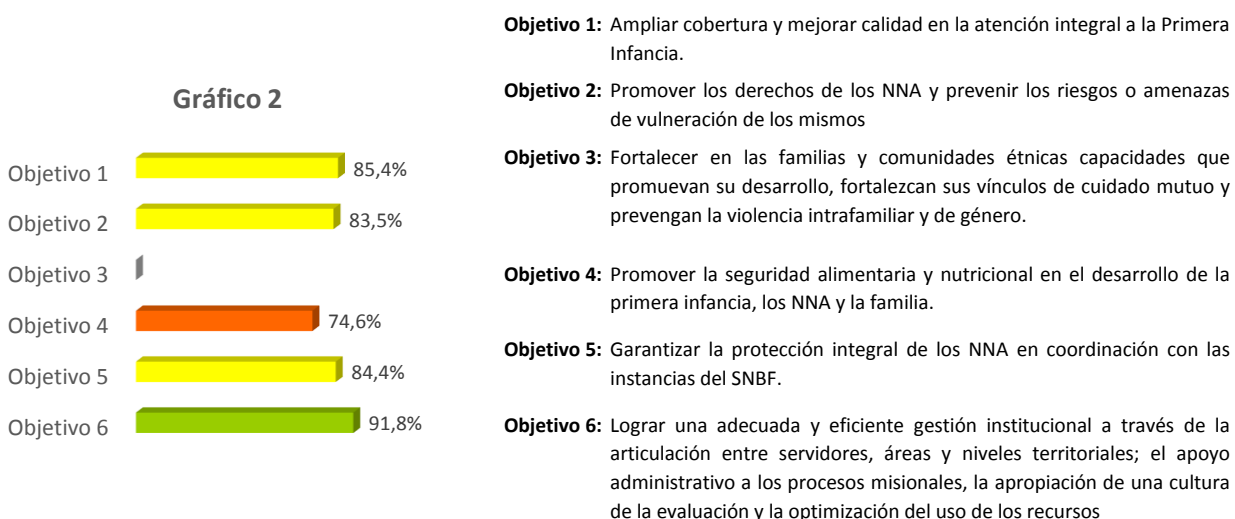 Gráfico 2
Objetivo 1 85,4%
Objetivo 2 83,5%
Objetivo 3
Objetivo 4 74,6%
Objetivo 5 84,4%
Objetivo 6 91,8%
Objetivo 1: Ampliar cobertura y mejorar calidad en la atención integral a la Primera
Infancia.
Objetivo 2: Promover los derechos de los NNA y prevenir los riesgos o amenazas
de vulneración de los mismos
Objetivo 3: Fortalecer en las familias y comunidades étnicas capacidades que
promuevan su desarrollo, fortalezcan sus vínculos de cuidado mutuo y
prevengan la violencia intrafamiliar y de género.
Objetivo 4: Promover la seguridad alimentaria y nutricional en el desarrollo de la
primera infancia, los NNA y la familia.
Objetivo 5: Garantizar la protección integral de los NNA en coordinación con las
instancias del SNBF.
Objetivo 6: Lograr una adecuada y eficiente gestión institucional a través de la
articulación entre servidores, áreas y niveles territoriales; el apoyo
administrativo a los procesos misionales, la apropiación de una cultura
de la evaluación y la optimización del uso de los recursos